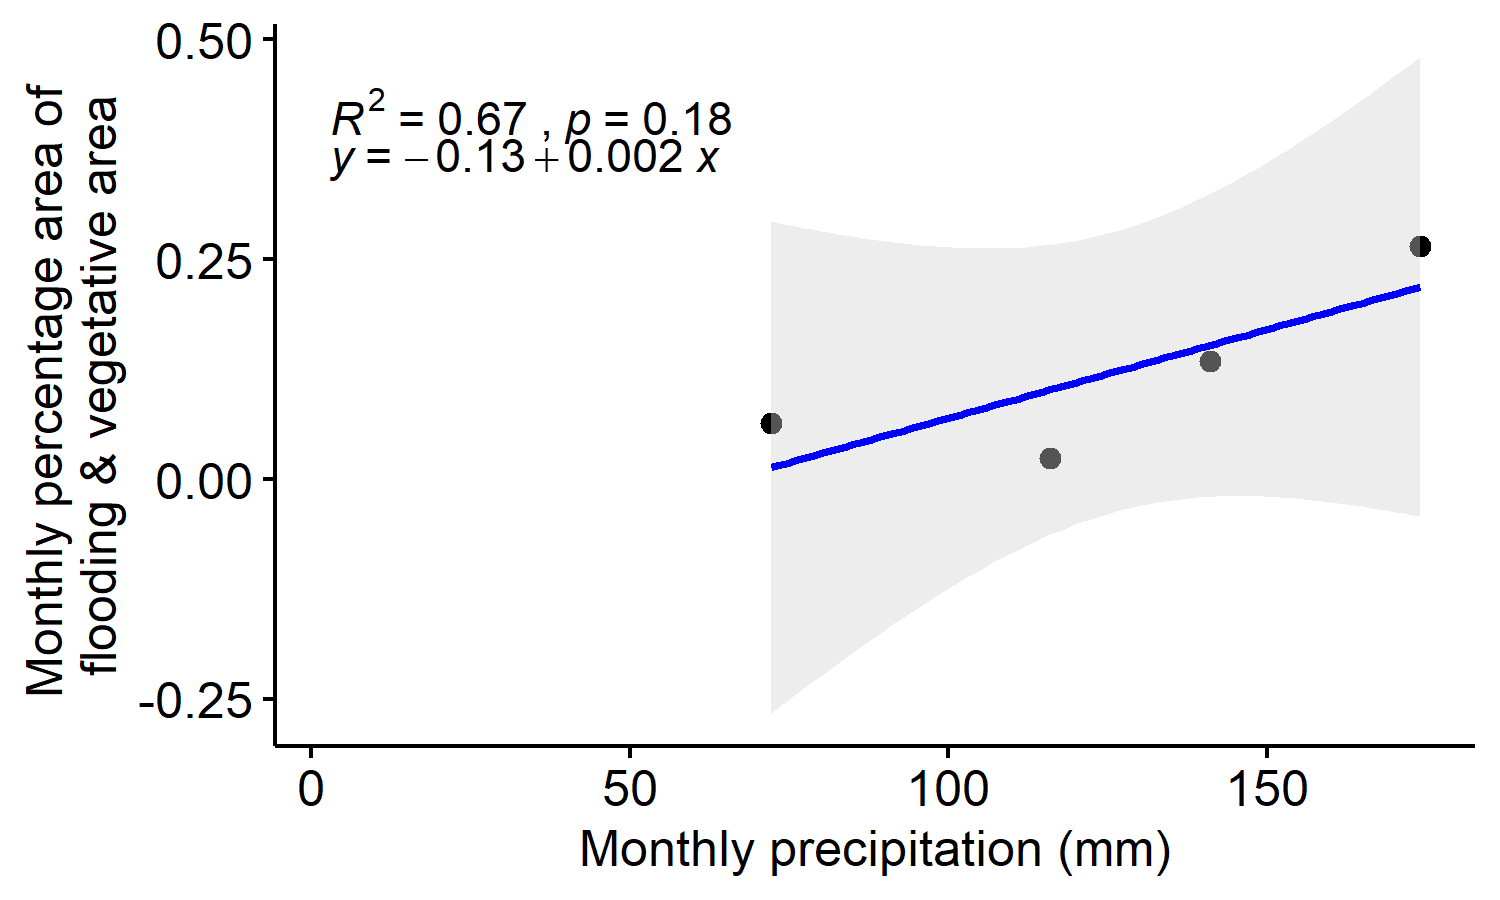 Monthly percentage area of
flooding & vegetative area
0.50
0.25
0.00
-0.25
R² = 0.67 , p = 0.18
y = −0.13+0.002 x
0 50 100 150
Monthly precipitation (mm)